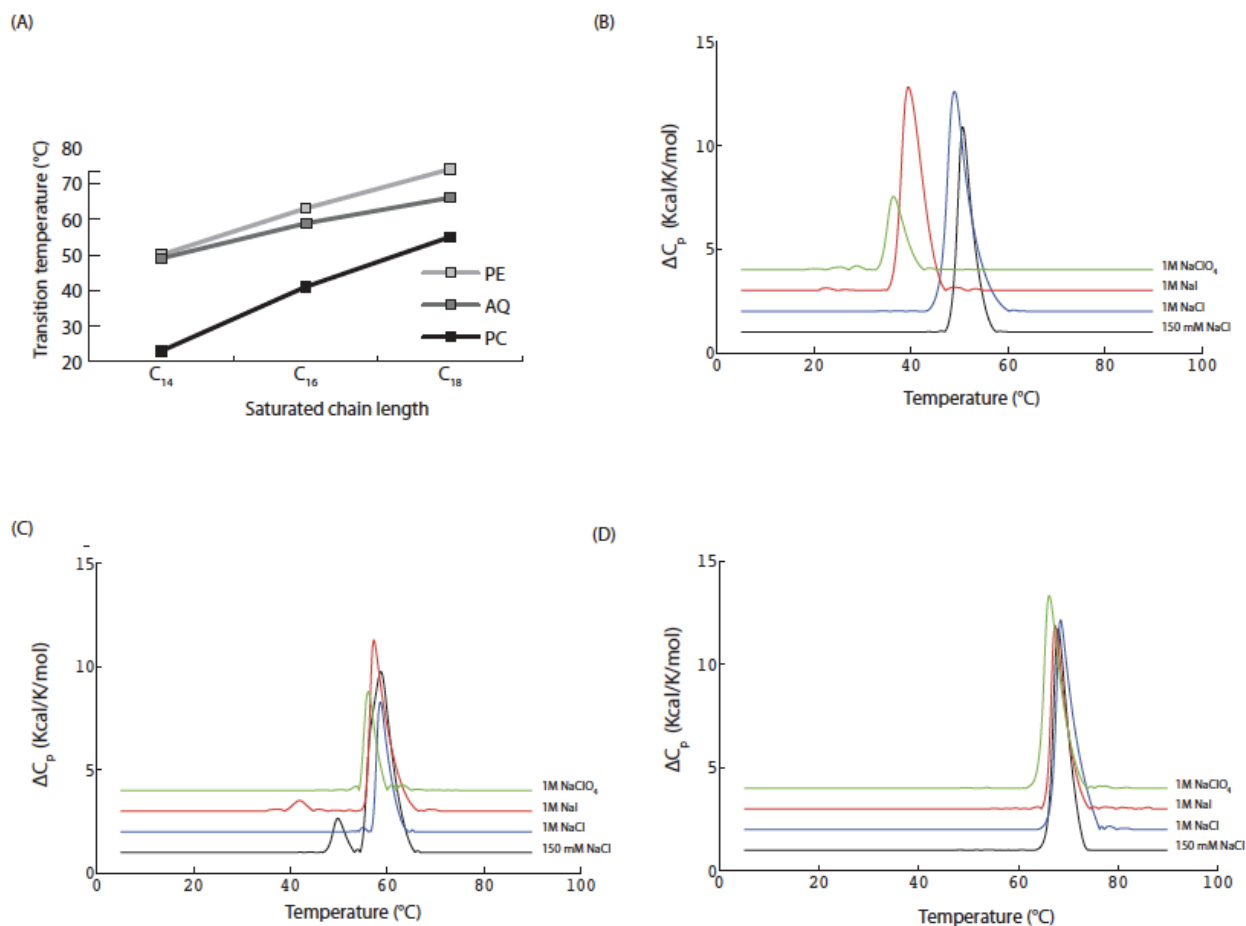 (A)
80
70
60
50
40
30
20
Transition temperature (°C)
PE
AQ
PC
C14
C16
C18
Saturated chain length
(B)
15
10
5
0
ΔCp (Kcal/K/mol)
1M NaClO4
1M NaI
1M NaCl
150 mM NaCl
0
20
40
60
80
100
Temperature (°C)
(C)
15
10
5
0
ΔCp (Kcal/K/mol)
1M NaClO4
1M NaI
1M NaCl
150 mM NaCl
0
20
40
60
80
100
Temperature (°C)
(D)
15
10
5
0
ΔCp (Kcal/K/mol)
1M NaClO4
1M NaI
1M NaCl
150 mM NaCl
0
20
40
60
80
100
Temperature (°C)